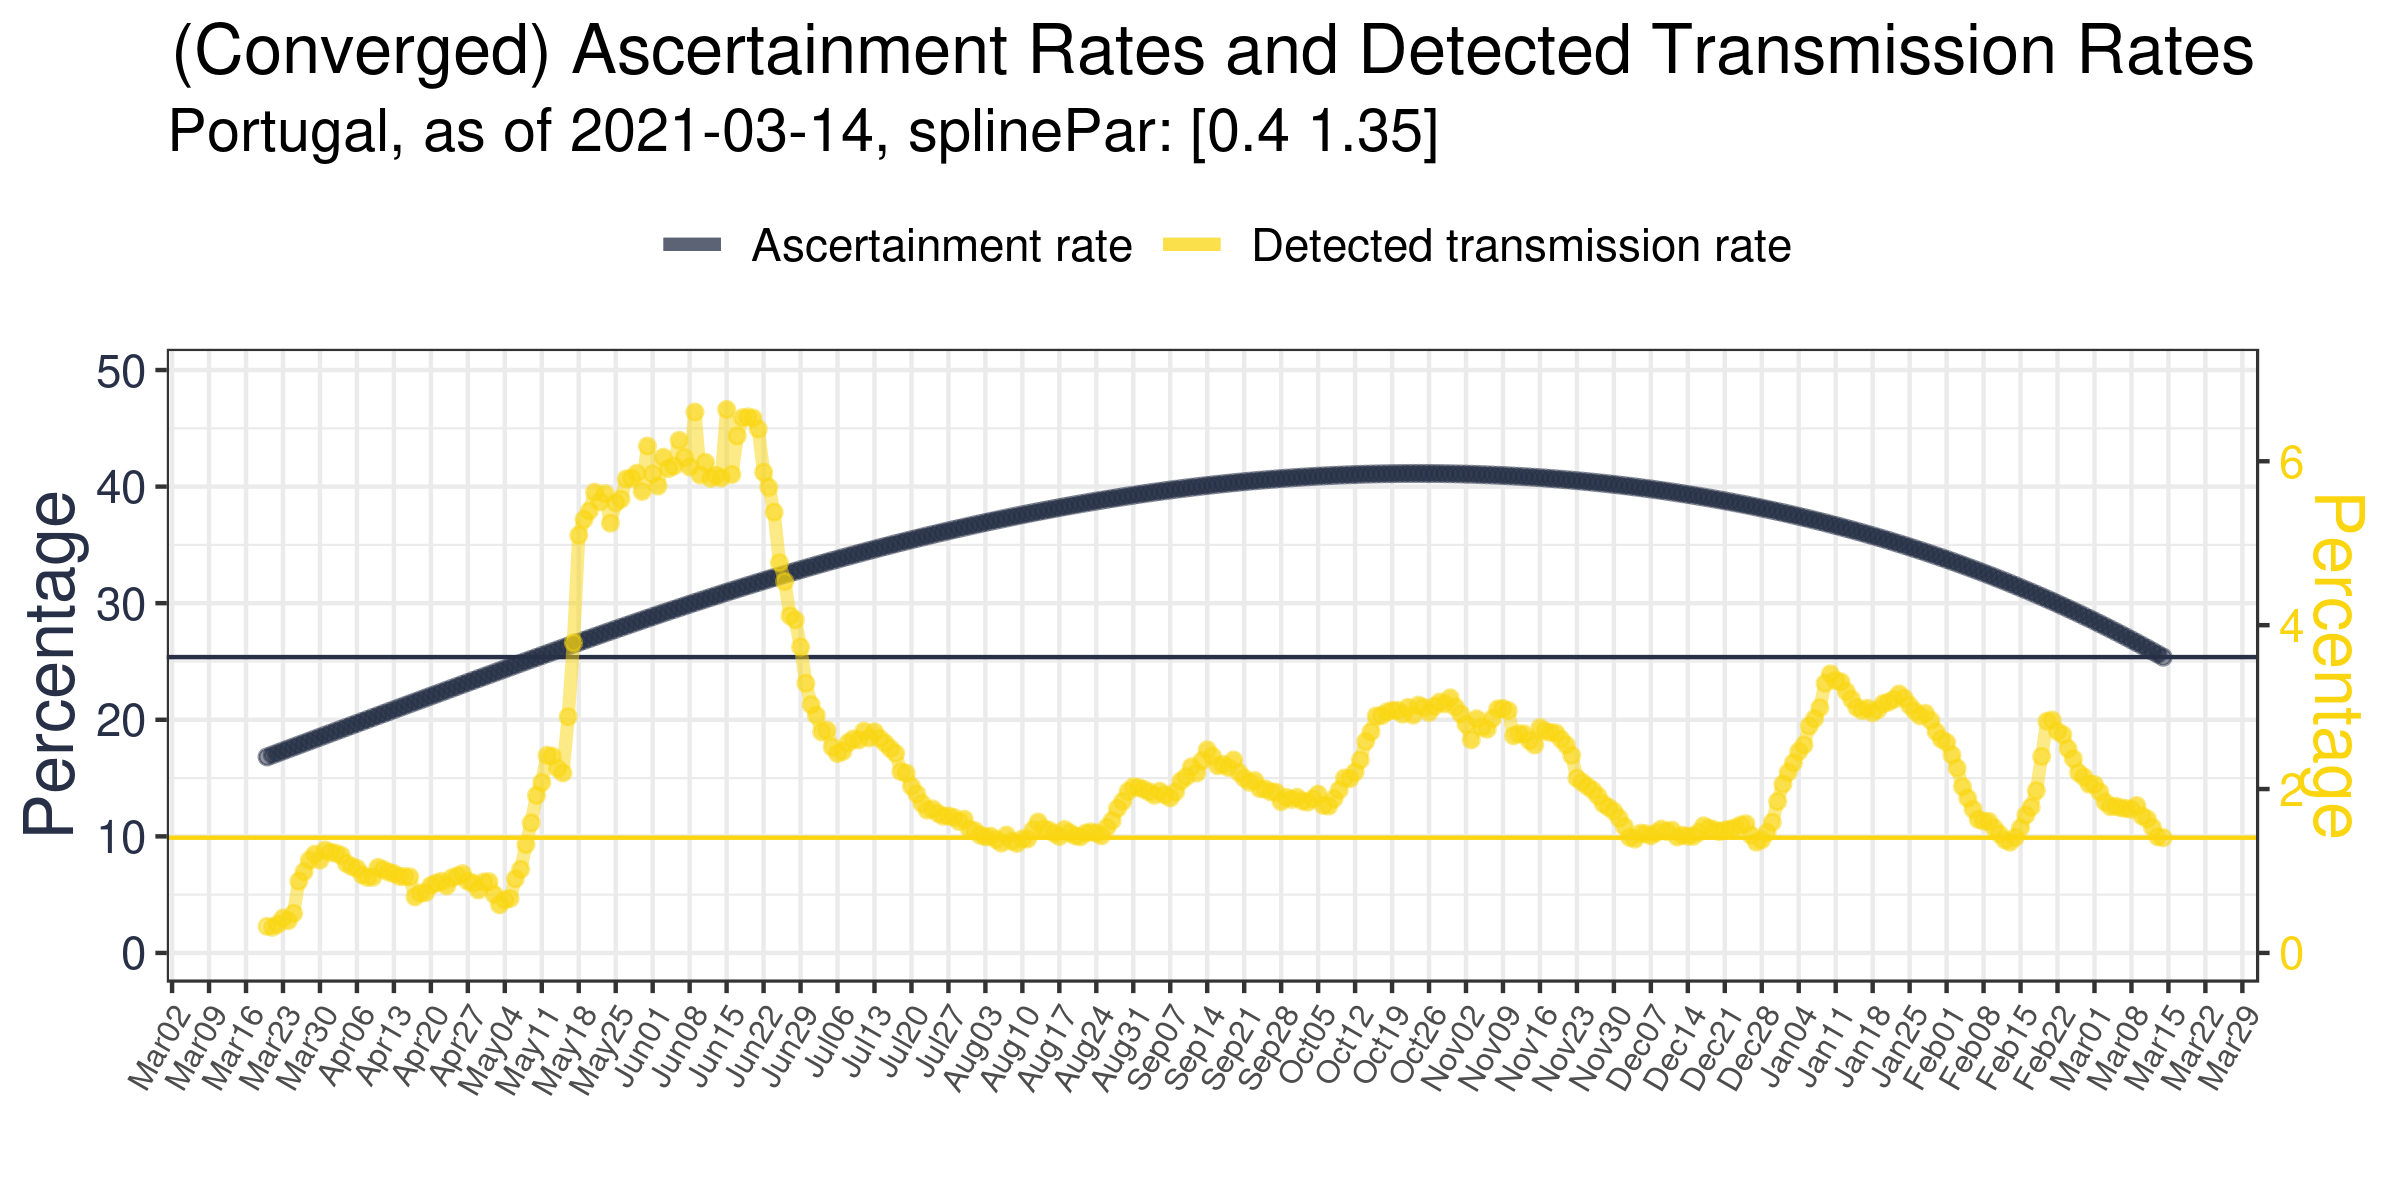 (Converged) Ascertainment Rates and Detected Transmission Rates
Portugal, as of 2021-03-14, splinePar: [0.4 1.35]
Ascertainment rate
Detected transmission rate
Percentage
50
40
30
20
10
0
6
4
2
0
Percentage
Mar02
Mar09
Mar16
Mar23
Mar30
Apr06
Apr13
Apr20
Apr27
May04
May11
May18
May25
Jun01
Jun08
Jun15
Jun22
Jun29
Jul06
Jul13
Jul20
Jul27
Aug03
Aug10
Aug17
Aug24
Aug31
Sep07
Sep14
Sep21
Sep28
Oct05
Oct12
Oct19
Oct26
Nov02
Nov09
Nov16
Nov23
Nov30
Dec07
Dec14
Dec21
Dec28
Jan04
Jan11
Jan18
Jan25
Feb01
Feb08
Feb15
Feb22
Mar01
Mar08
Mar15
Mar22
Mar29